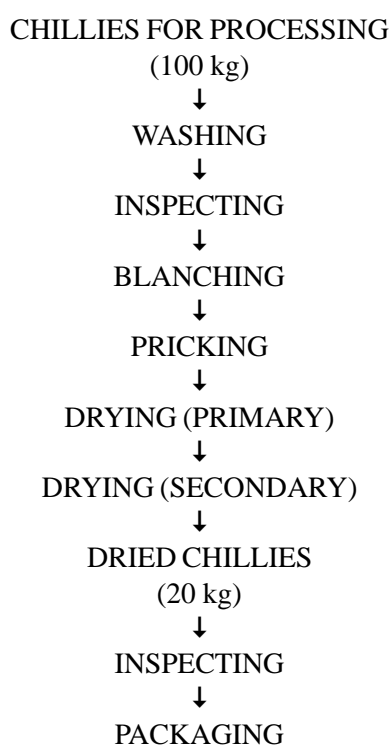 CHILLIES FOR PROCESSING
(100 kg)
↓
WASHING
↓
INSPECTING
↓
BLANCHING
↓
PRICKING
↓
DRYING (PRIMARY)
↓
DRYING (SECONDARY)
↓
DRIED CHILLIES
(20 kg)
↓
INSPECTING
↓
PACKAGING